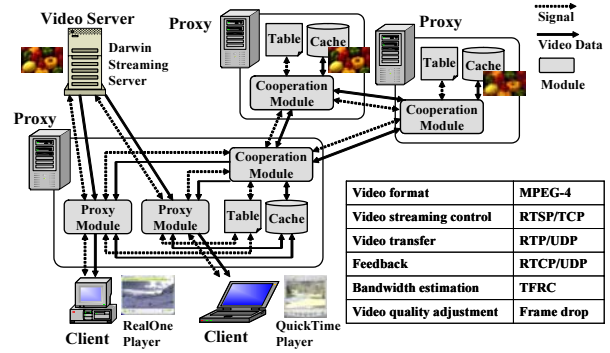 Video Server
Darwin
Streaming
Server
Proxy
Table
Cache
Cooperation
Module
Proxy
Table
Cache
Cooperation
Module
Signal
Video Data
Module
Proxy
Cooperation
Module
Proxy
Module
Proxy
Module
Table
Cache
Client
RealOne
Player
Client
QuickTime
Player
Video format MPEG-4
Video streaming control RTSP/TCP
Video transfer RTP/UDP
Feedback RTCP/UDP
Bandwidth estimation TFRC
Video quality adjustment Frame drop